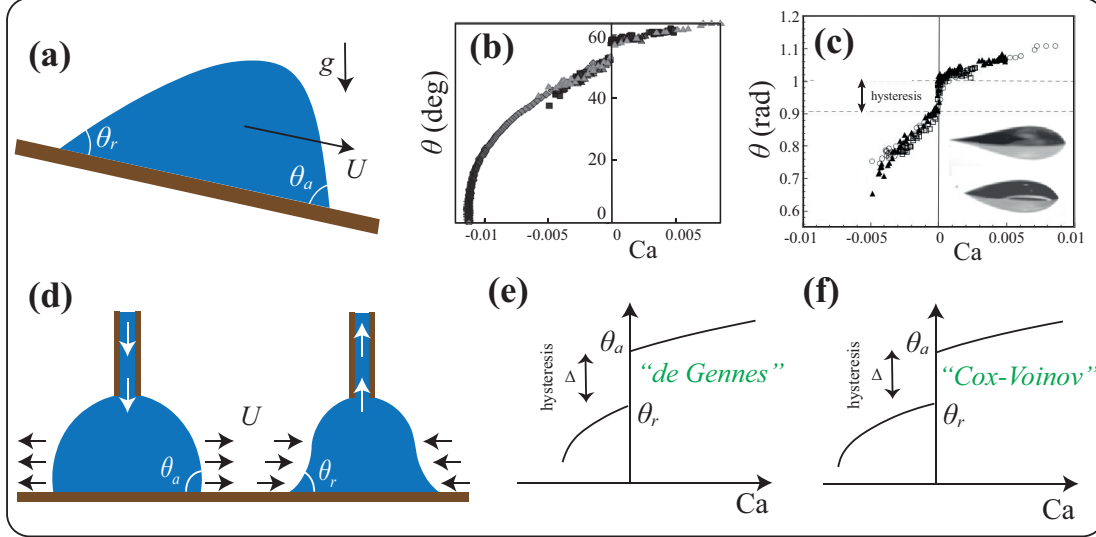 (a)
g
θr
θa
U
(b)
θ (deg)
60
40
20
0
-0.01
-0.005
0.005
Ca
(c)
θ (rad)
1.2
1.1
1
0.9
0.8
0.7
0.6
hysteresis
-0.01
-0.005
0
0.005
0.01
Ca
(d)
U
θa
θr
(e)
θa
hysteresis
Δ
“de Gennes”
θr
Ca
(f)
θa
hysteresis
Δ
“Cox-Voinov”
θr
Ca